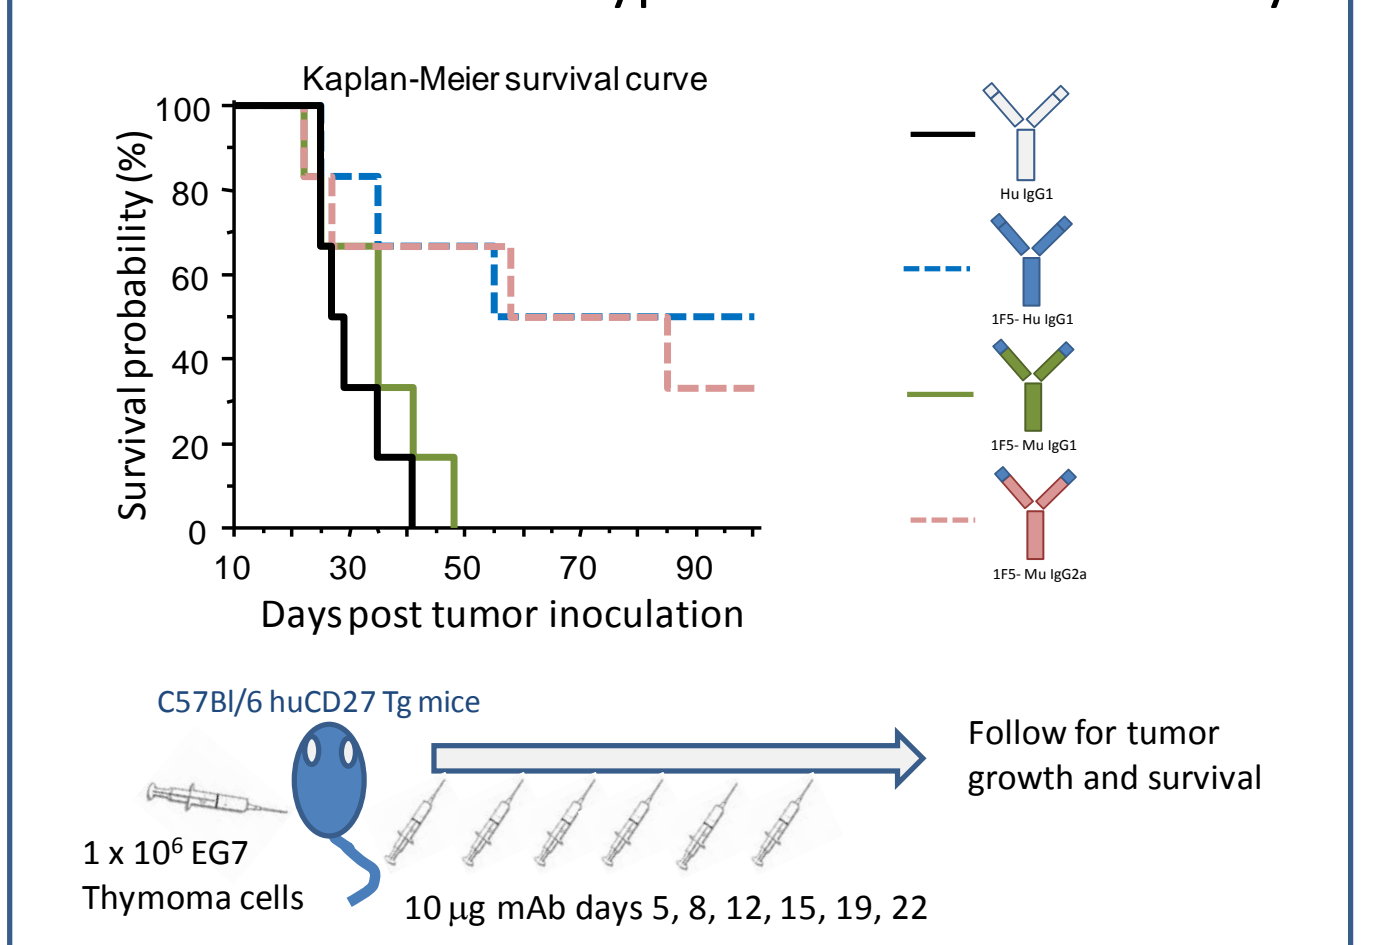 Kaplan-Meier survival curve
Survival probability (%)
100
80
60
40
20
0
10 30 50 70 90
Days post tumor inoculation
Hu IgG1
1F5- Hu IgG1
1F5- Mu IgG1
1F5- Mu IgG2a
C57Bl/6 huCD27 Tg mice
1 x 10⁶ EG7
Thymoma cells
10 μg mAb days 5, 8, 12, 15, 19, 22
Follow for tumor
growth and survival